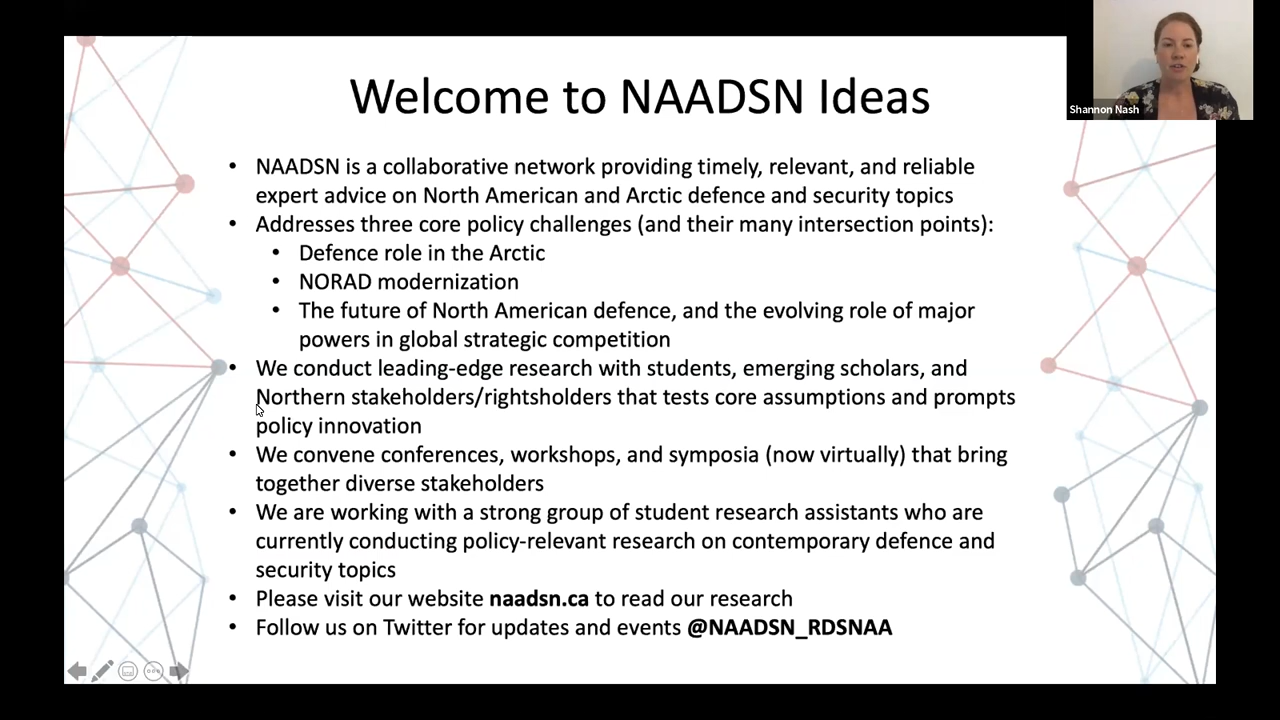 Welcome to NAADSN Ideas
Shannon Nash
• NAADSN is a collaborative network providing timely, relevant, and reliable
expert advice on North American and Arctic defence and security topics
• Addresses three core policy challenges (and their many intersection points):
• Defence role in the Arctic
• NORAD modernization
• The future of North American defence, and the evolving role of major
powers in global strategic competition
• We conduct leading-edge research with students, emerging scholars, and
Northern stakeholders/rightsholders that tests core assumptions and prompts
policy innovation
• We convene conferences, workshops, and symposia (now virtually) that bring
together diverse stakeholders
• We are working with a strong group of student research assistants who are
currently conducting policy-relevant research on contemporary defence and
security topics
• Please visit our website naadsn.ca to read our research
• Follow us on Twitter for updates and events @NAADSN_RDSNAA